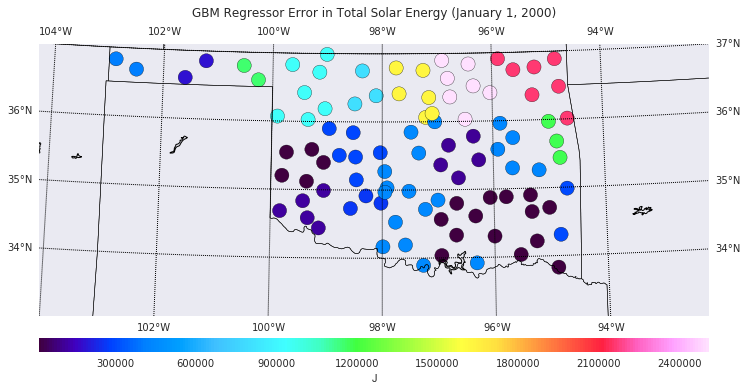 GBM Regressor Error in Total Solar Energy (January 1, 2000)
104°W 102°W 100°W 98°W 96°W 94°W
37°N
36°N 36°N
35°N 35°N
34°N 34°N
102°W 100°W 98°W 96°W 94°W
300000 600000 900000 1200000 1500000 1800000 2100000 2400000
J